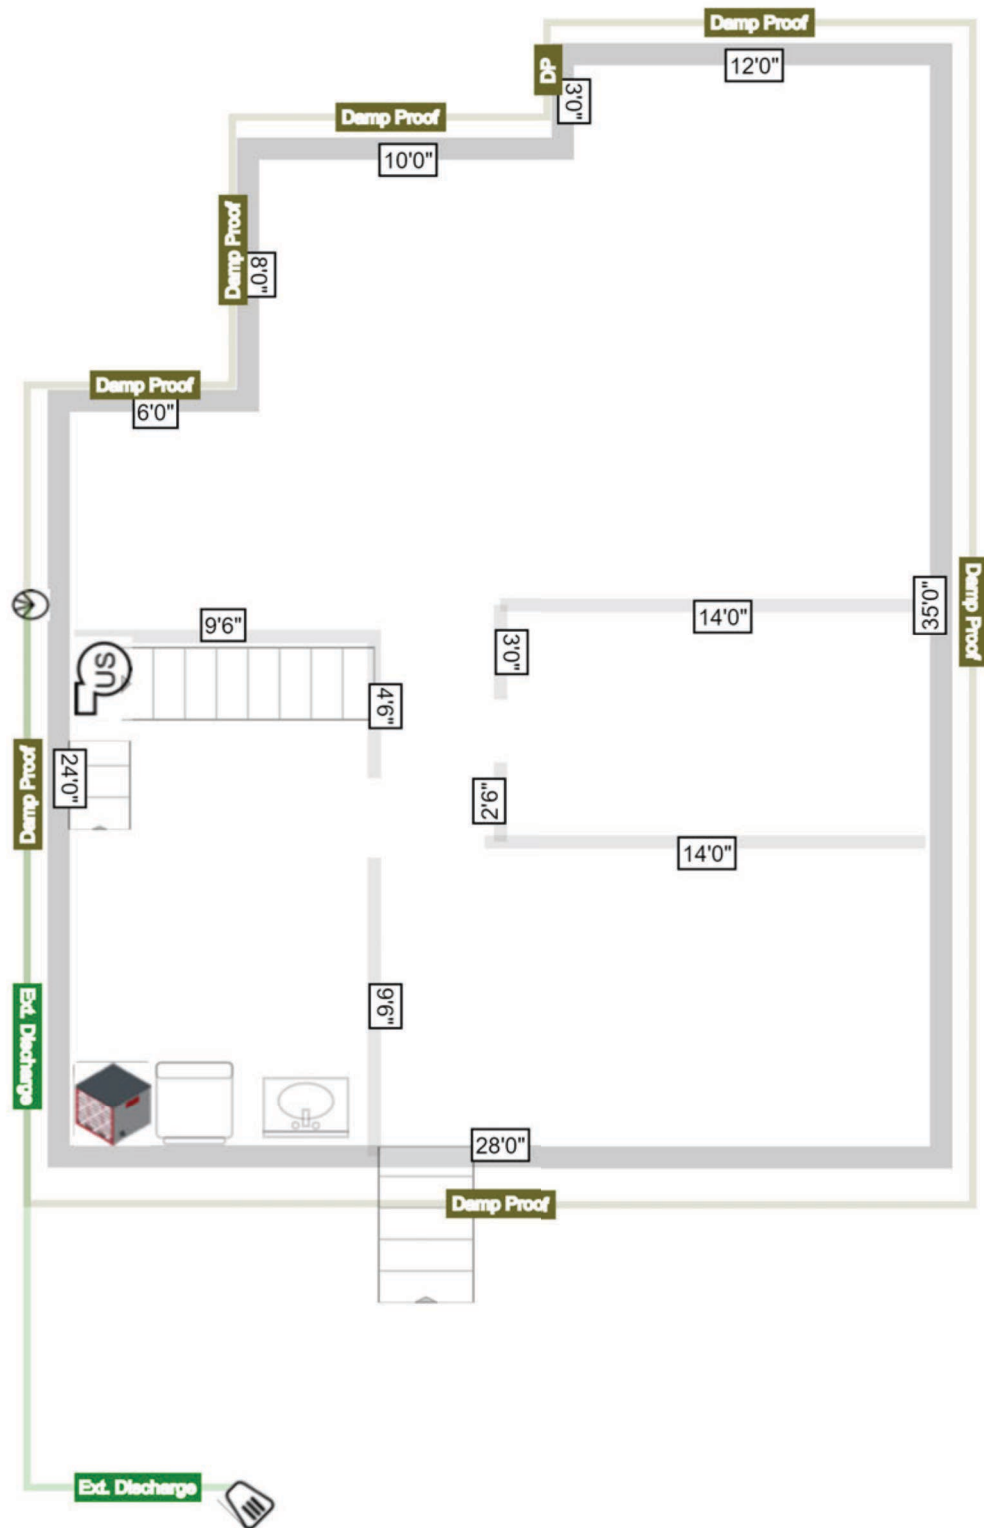 Damp Proof
DP
12'0"
3'0"
Damp Proof
10'0"
Damp Proof
8'0"
Damp Proof
6'0"
Damp Proof
35'0"
14'0"
9'6"
3'0"
US
4'6"
24'0"
Damp Proof
2'6"
14'0"
9'6"
Ext. Discharge
28'0"
Damp Proof
Ext. Discharge